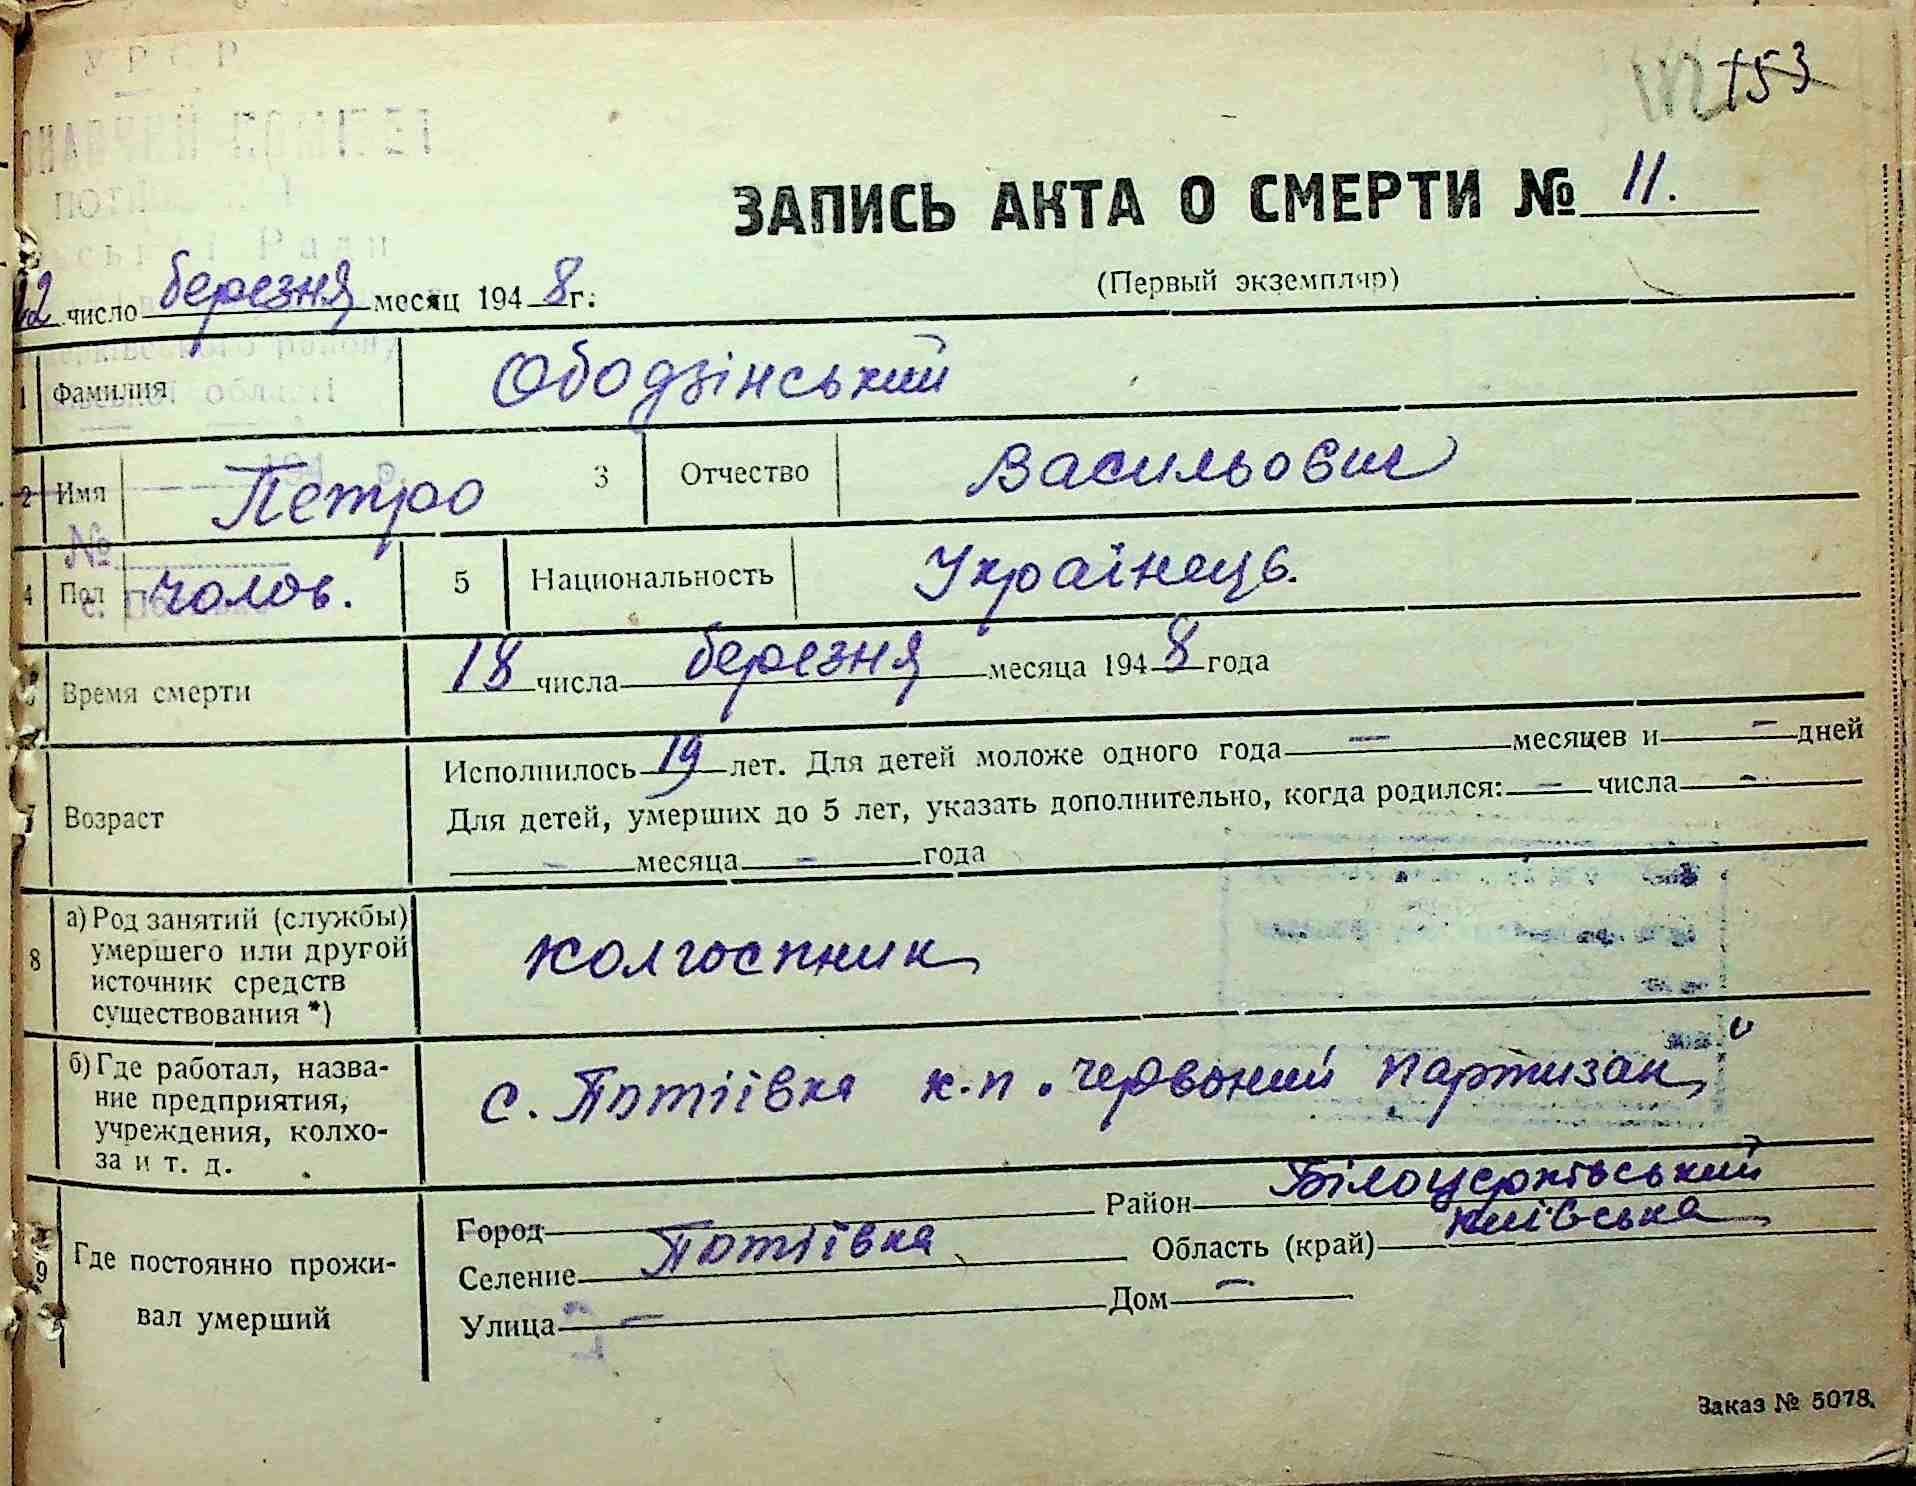 УРСР
КОМІТЕТ
153
ЗАПИСЬ АКТА О СМЕРТИ № 11.
(Первый экземпляр)
число березня месяц 1948 г.
1 Фамилия Ободзінський
2 Имя Петро 3 Отчество Васильович
№
4 Пол чолов. 5 Национальность Українець.
Время смерти 18 числа березня месяца 1948 года
7 Возраст Исполнилось 19 лет. Для детей моложе одного года — месяцев и — дней
Для детей, умерших до 5 лет, указать дополнительно, когда родился: — числа —
— месяца — года
8 а) Род занятий (службы)
умершего или другой
источник средств
существования *)
колгоспник
б) Где работал, назва-
ние предприятия,
учреждения, колхо-
за и т. д.
с. Потіївка к-п „червоний партизан"
9 Где постоянно прожи-
вал умерший
Город Район Білоцерківський
Селение Потіївка Область (край) Київська
Улица — Дом —
Заказ № 5078.